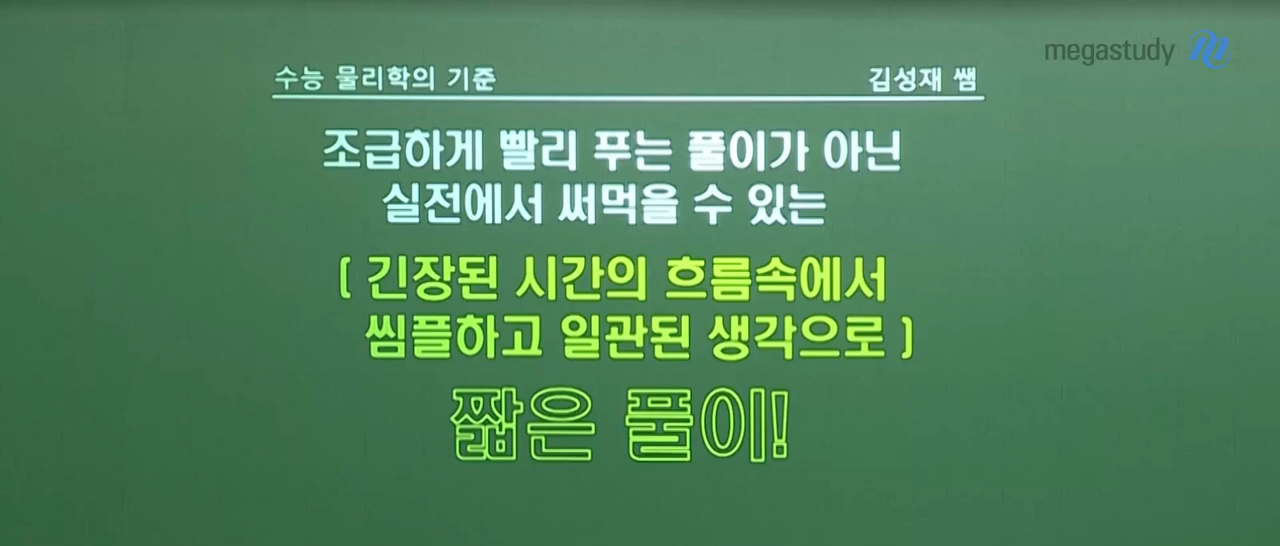 megastudy
수능 물리학의 기준 김성재 쌤
조급하게 빨리 푸는 풀이가 아닌
실전에서 써먹을 수 있는
( 긴장된 시간의 흐름속에서
씸플하고 일관된 생각으로 )
짧은 풀이!